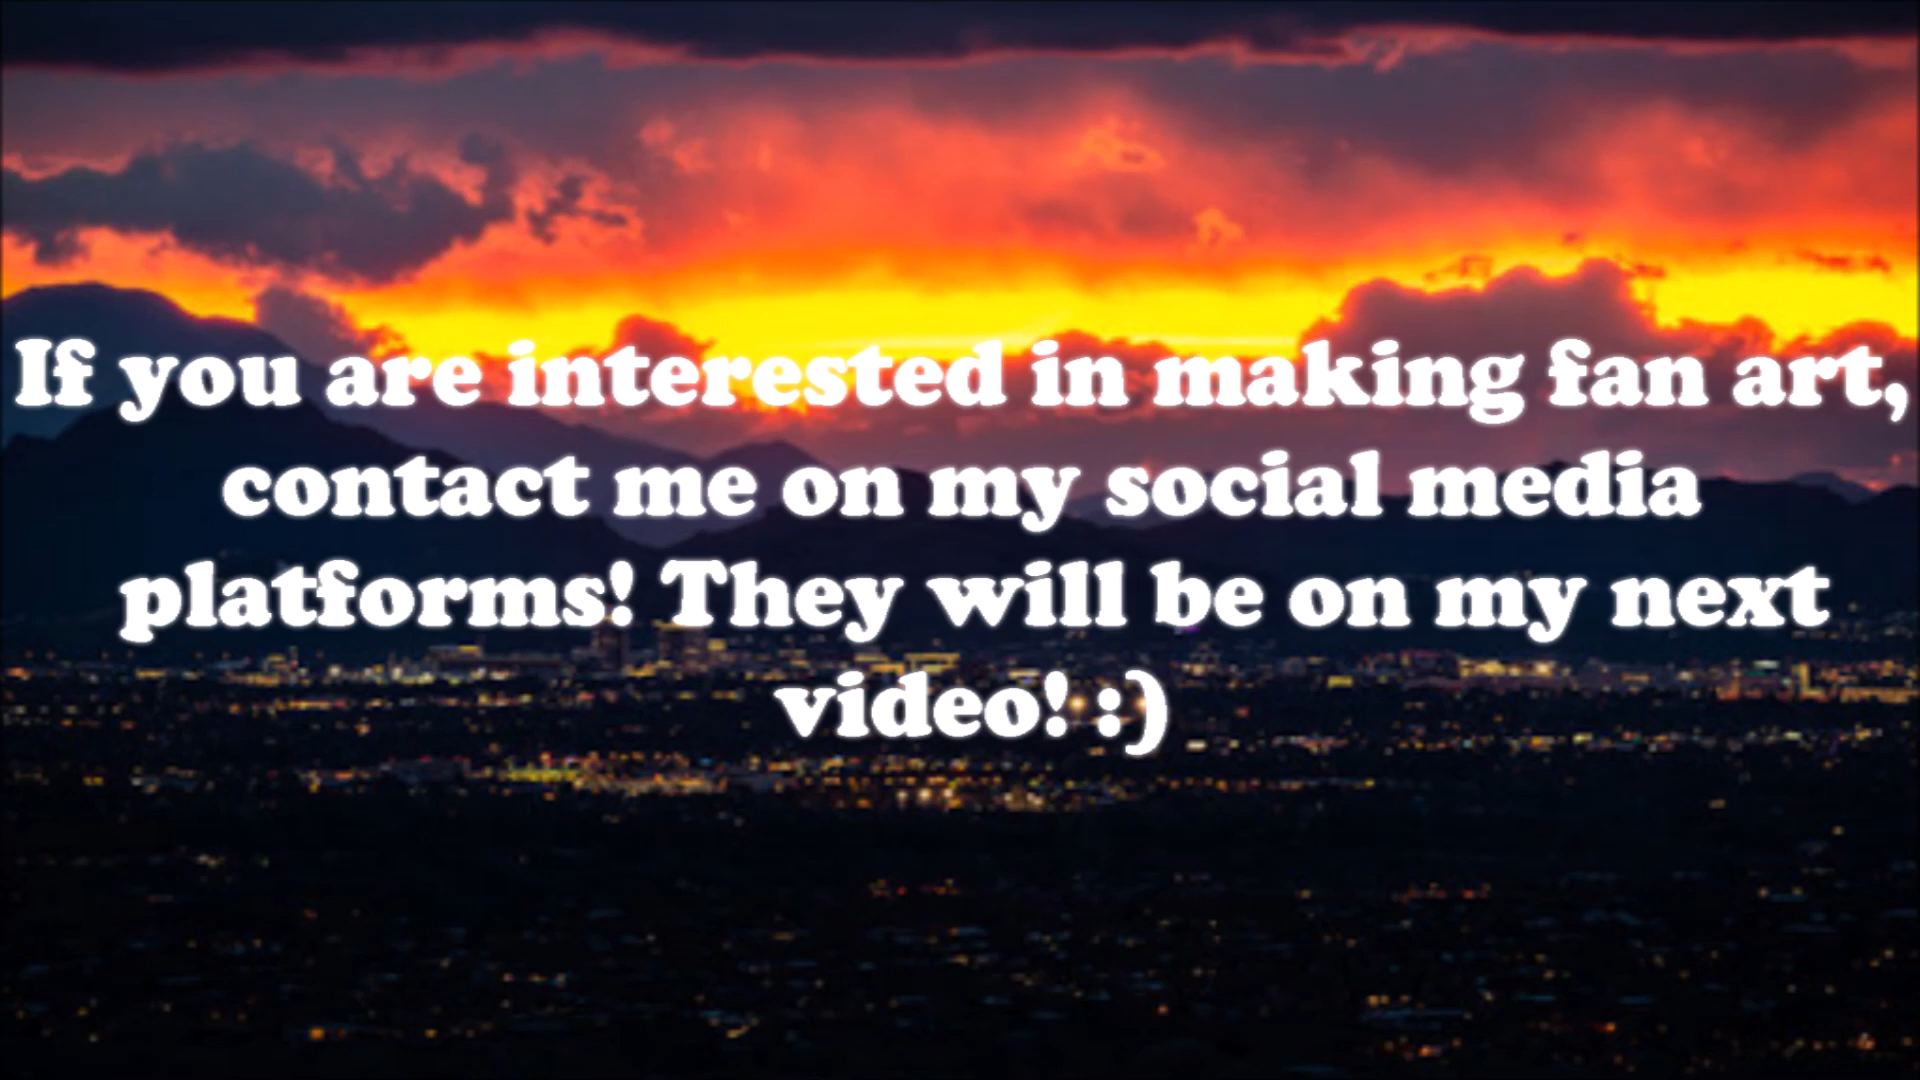 If you are interested in making fan art,
contact me on my social media
platforms! They will be on my next
video! :)